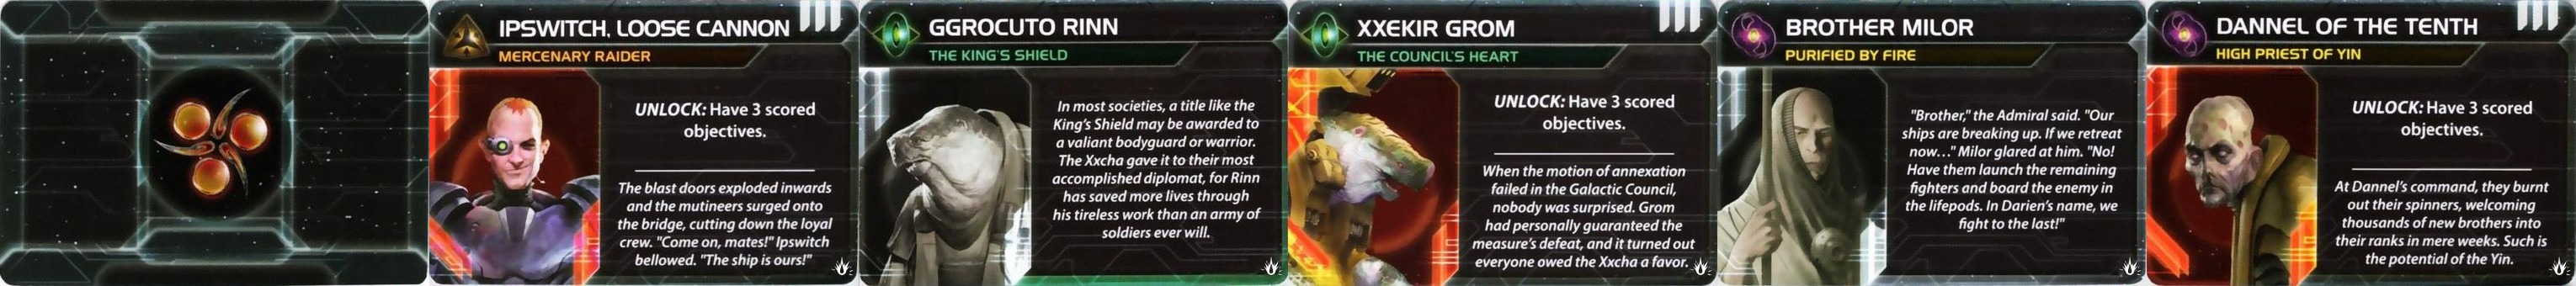 IPSWITCH, LOOSE CANNON
MERCENARY RAIDER
UNLOCK: Have 3 scored
objectives.
The blast doors exploded inwards
and the mutineers surged onto
the bridge, cutting down the loyal
crew. "Come on, mates!" Ipswitch
bellowed. "The ship is ours!"
GGROCUTO RINN
THE KING'S SHIELD
In most societies, a title like the
King's Shield may be awarded to
a valiant bodyguard or warrior.
The Xxcha gave it to their most
accomplished diplomat, for Rinn
has saved more lives through
his tireless work than an army of
soldiers ever will.
XXEKIR GROM
THE COUNCIL'S HEART
UNLOCK: Have 3 scored
objectives.
When the motion of annexation
failed in the Galactic Council,
nobody was surprised. Grom
had personally guaranteed the
measure's defeat, and it turned out
everyone owed the Xxcha a favor.
BROTHER MILOR
PURIFIED BY FIRE
"Brother," the Admiral said. "Our
ships are breaking up. If we retreat
now…" Milor glared at him. "No!
Have them launch the remaining
fighters and board the enemy in
the lifepods. In Darien's name, we
fight to the last!"
DANNEL OF THE TENTH
HIGH PRIEST OF YIN
UNLOCK: Have 3 scored
objectives.
At Dannel's command, they burnt
out their spinners, welcoming
thousands of new brothers into
their ranks in mere weeks. Such is
the potential of the Yin.